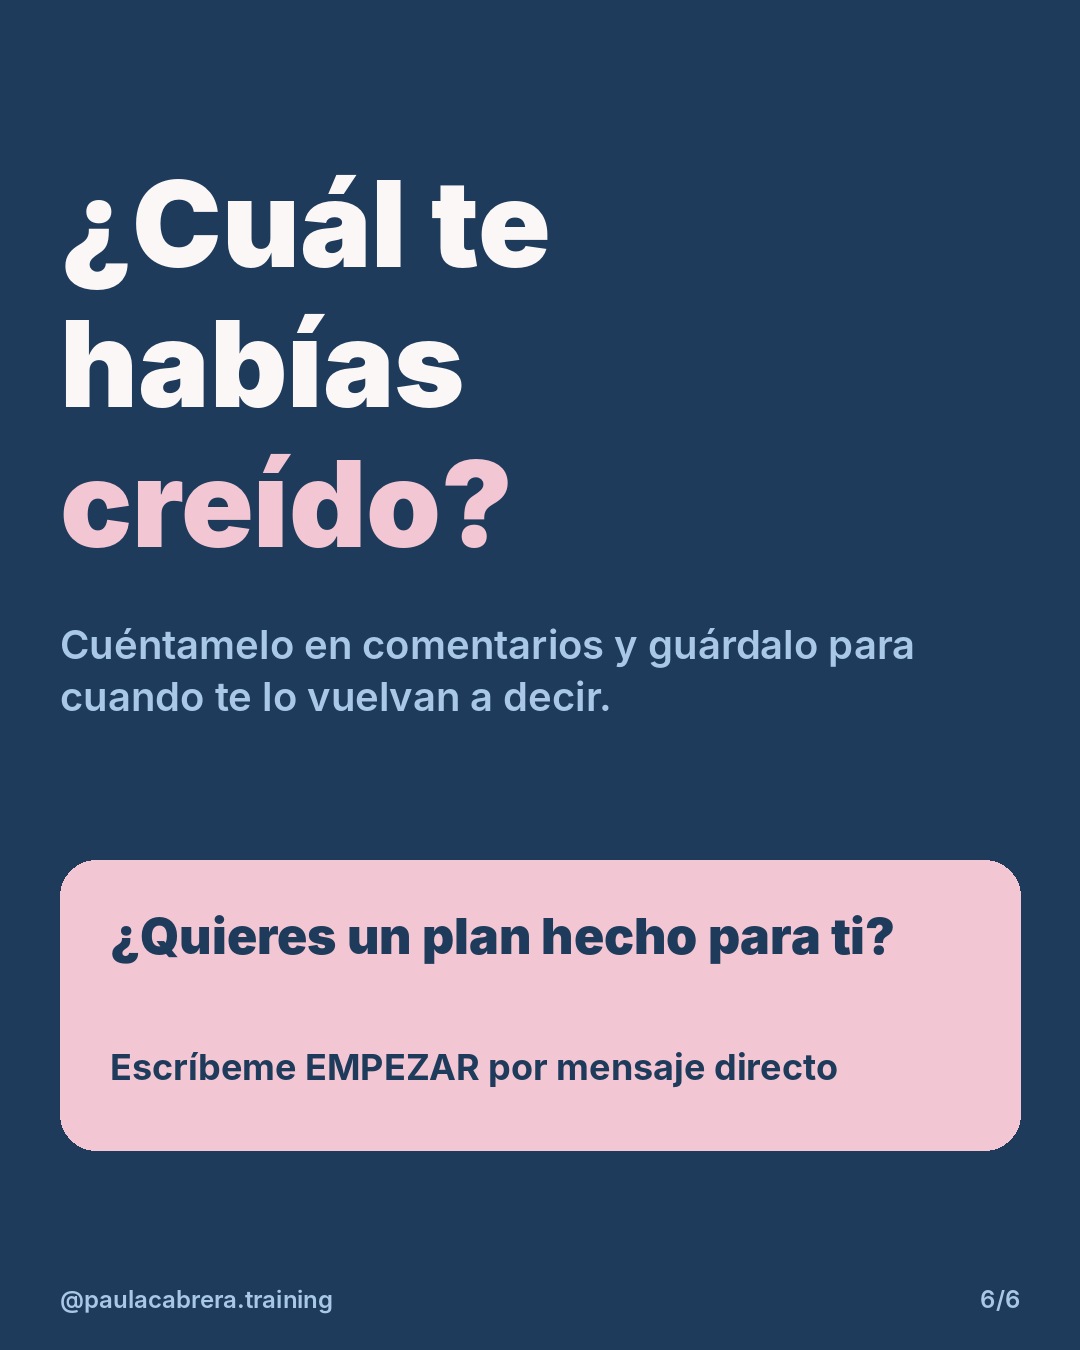 ¿Cuál te
habías
creído?
Cuéntamelo en comentarios y guárdalo para
cuando te lo vuelvan a decir.
¿Quieres un plan hecho para ti?
Escríbeme EMPEZAR por mensaje directo
@paulacabrera.training
6/6